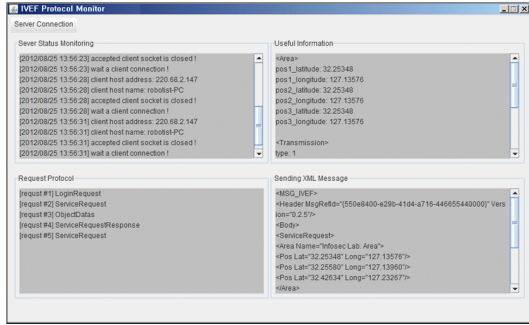 IVEF Protocol Monitor
Server Connection
Sever Status Monitoring
[2012/08/25 13:56:23] accepted client socket is closed !
[2012/08/25 13:56:23] wait a client connection !
[2012/08/25 13:56:28] client host address: 220.68.2.147
[2012/08/25 13:56:28] client host name: robotist-PC
[2012/08/25 13:56:28] accepted client socket is closed !
[2012/08/25 13:56:28] wait a client connection !
[2012/08/25 13:56:31] client host address: 220.68.2.147
[2012/08/25 13:56:31] client host name: robotist-PC
[2012/08/25 13:56:31] accepted client socket is closed !
[2012/08/25 13:56:31] wait a client connection !
Useful Information
<Area>
pos1_latitude: 32.25348
pos1_longitude: 127.13576
pos2_latitude: 32.25348
pos2_longitude: 127.13576
pos3_latitude: 32.25348
pos3_longitude: 127.13576
<Transmission>
type: 1
Request Protocol
[requst #1] LoginRequest
[requst #2] ServiceRequest
[requst #3] ObjectDatas
[requst #4] ServiceRequestResponse
[requst #5] ServiceRequest
Sending XML Message
<MSG_IVEF>
<Header MsgRefId="{550e8400-e29b-41d4-a716-446655440000}" Vers
ion="0.2.5"/>
<Body>
<ServiceRequest>
<Area Name="Infosec Lab. Area">
<Pos Lat="32.25348" Long="127.13576"/>
<Pos Lat="32.25580" Long="127.13960"/>
<Pos Lat="32.42634" Long="127.23267"/>
</Area>